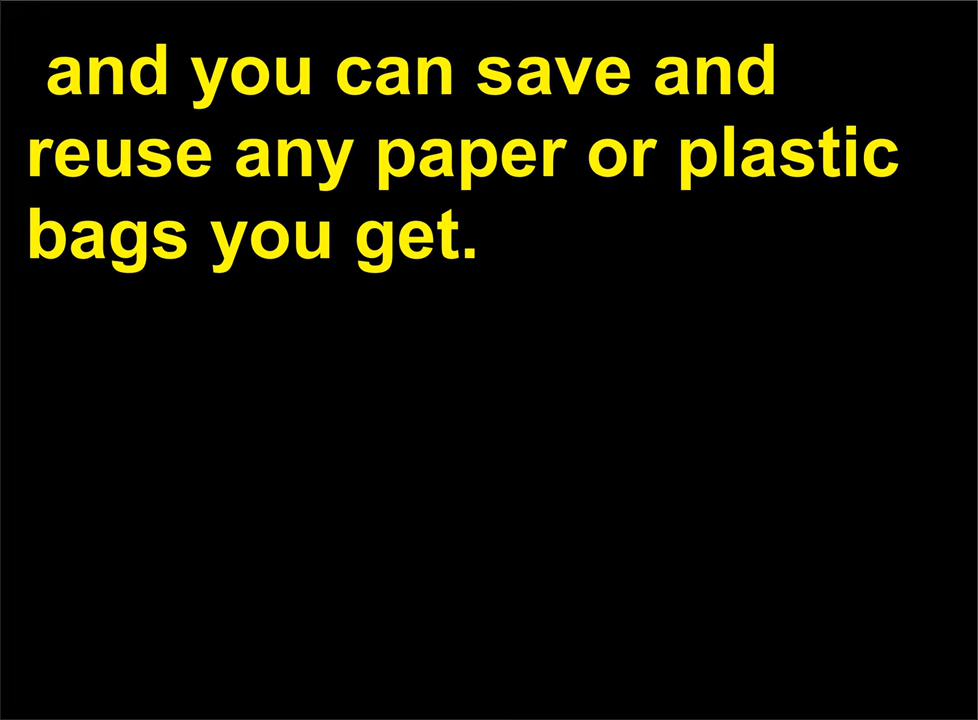 and you can save and
reuse any paper or plastic
bags you get.